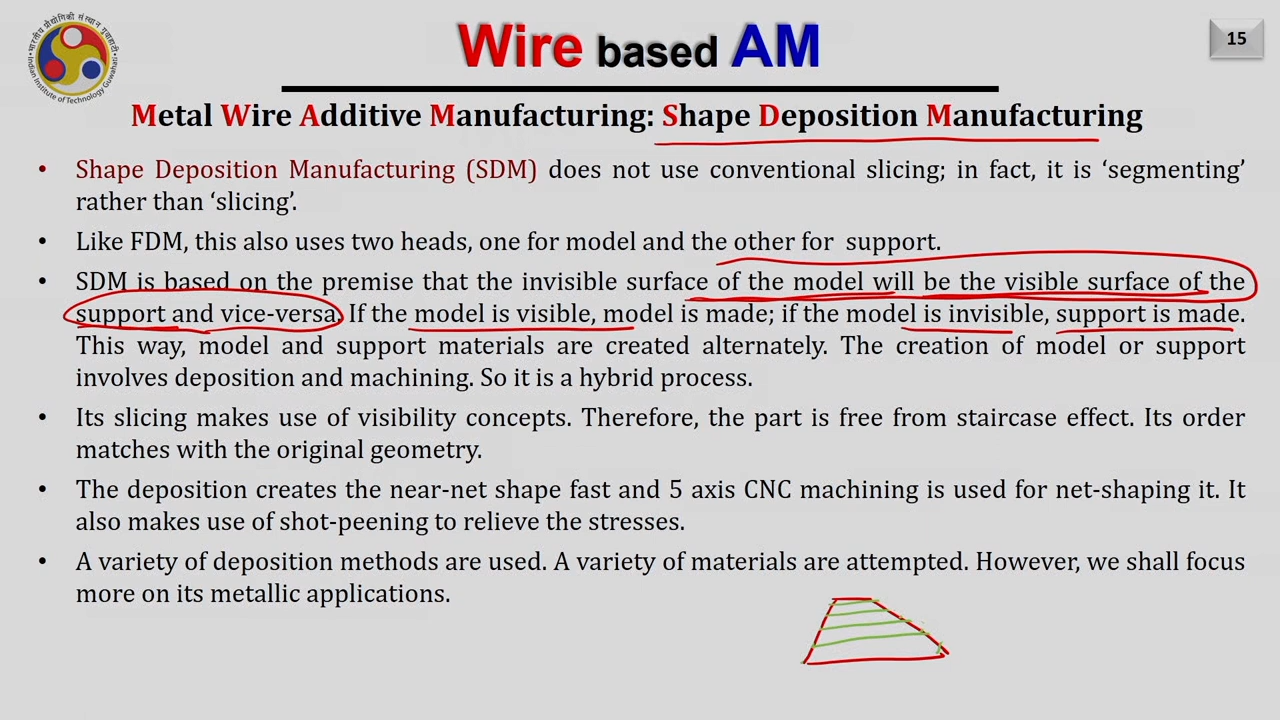 Wire based AM
15
Metal Wire Additive Manufacturing: Shape Deposition Manufacturing
• Shape Deposition Manufacturing (SDM) does not use conventional slicing; in fact, it is ‘segmenting’
rather than ‘slicing’.
• Like FDM, this also uses two heads, one for model and the other for support.
• SDM is based on the premise that the invisible surface of the model will be the visible surface of the
support and vice-versa. If the model is visible, model is made; if the model is invisible, support is made.
This way, model and support materials are created alternately. The creation of model or support
involves deposition and machining. So it is a hybrid process.
• Its slicing makes use of visibility concepts. Therefore, the part is free from staircase effect. Its order
matches with the original geometry.
• The deposition creates the near-net shape fast and 5 axis CNC machining is used for net-shaping it. It
also makes use of shot-peening to relieve the stresses.
• A variety of deposition methods are used. A variety of materials are attempted. However, we shall focus
more on its metallic applications.